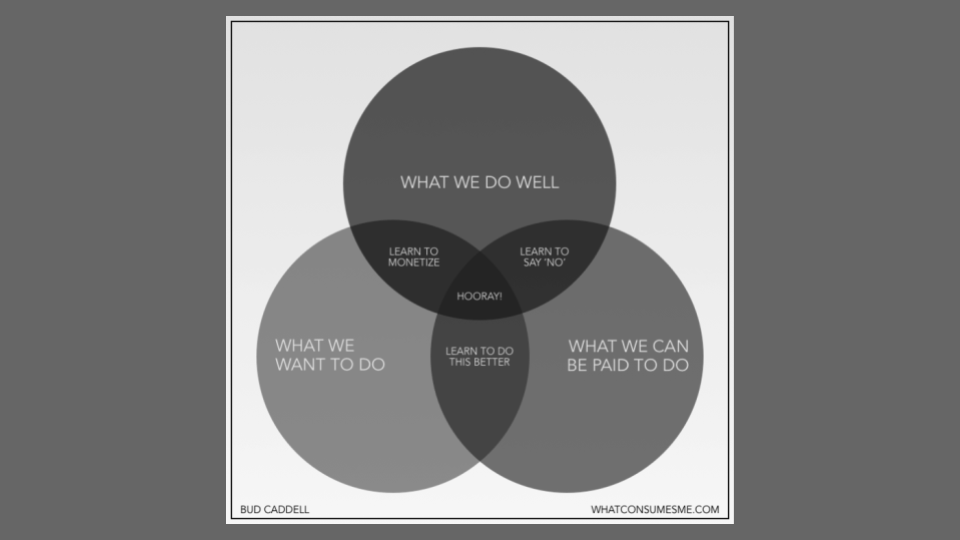 WHAT WE DO WELL
LEARN TO
MONETIZE
LEARN TO
SAY 'NO'
HOORAY!
WHAT WE
WANT TO DO
LEARN TO DO
THIS BETTER
WHAT WE CAN
BE PAID TO DO
BUD CADDELL
WHATCONSUMESME.COM